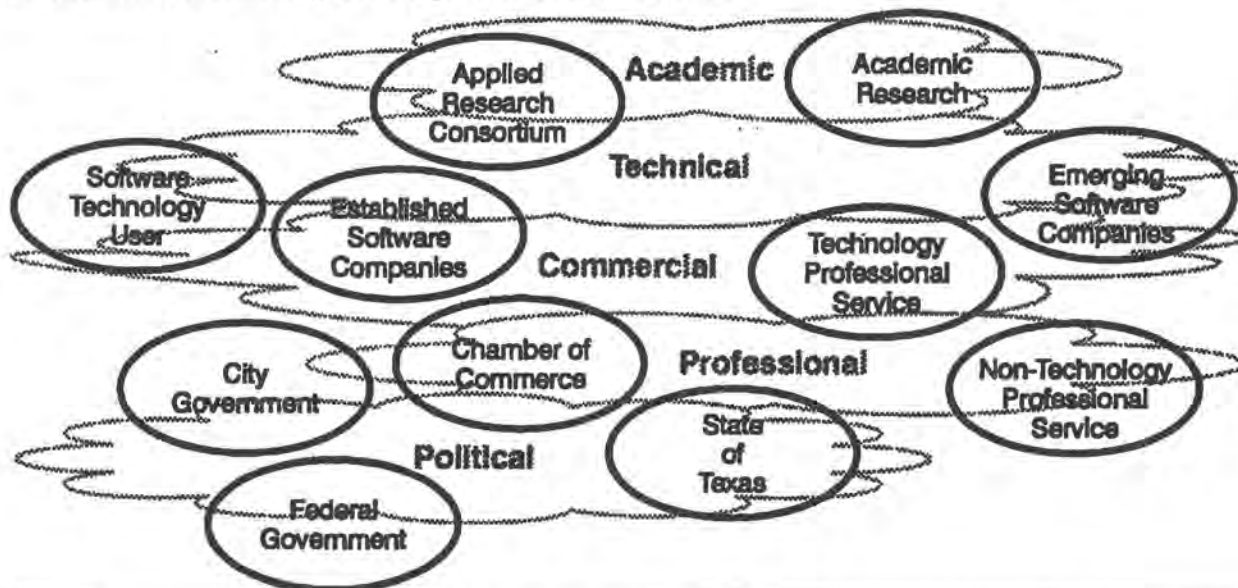 Applied
Research
Consortium
Academic
Academic
Research
Technical
Software
Technology
User
Established
Software
Companies
Emerging
Software
Companies
Commercial
Technology
Professional
Service
City
Government
Chamber of
Commerce
Professional
Non-Technology
Professional
Service
Political
State
of
Texas
Federal
Government